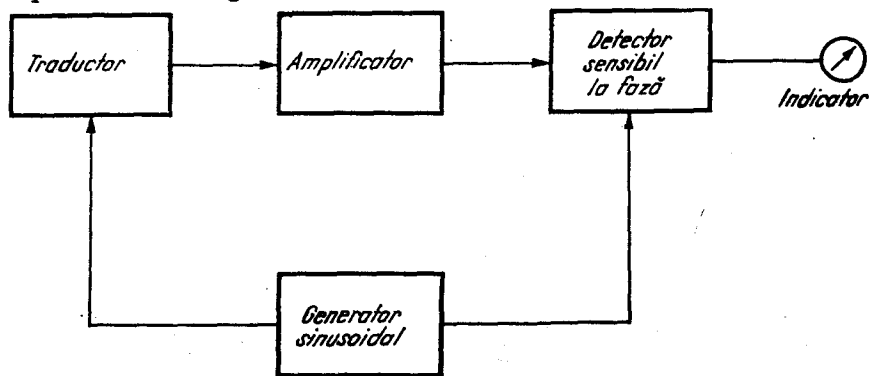 Traductor
Amplificator
Detector
sensibil
la fază
Indicator
Generator
sinusoidal